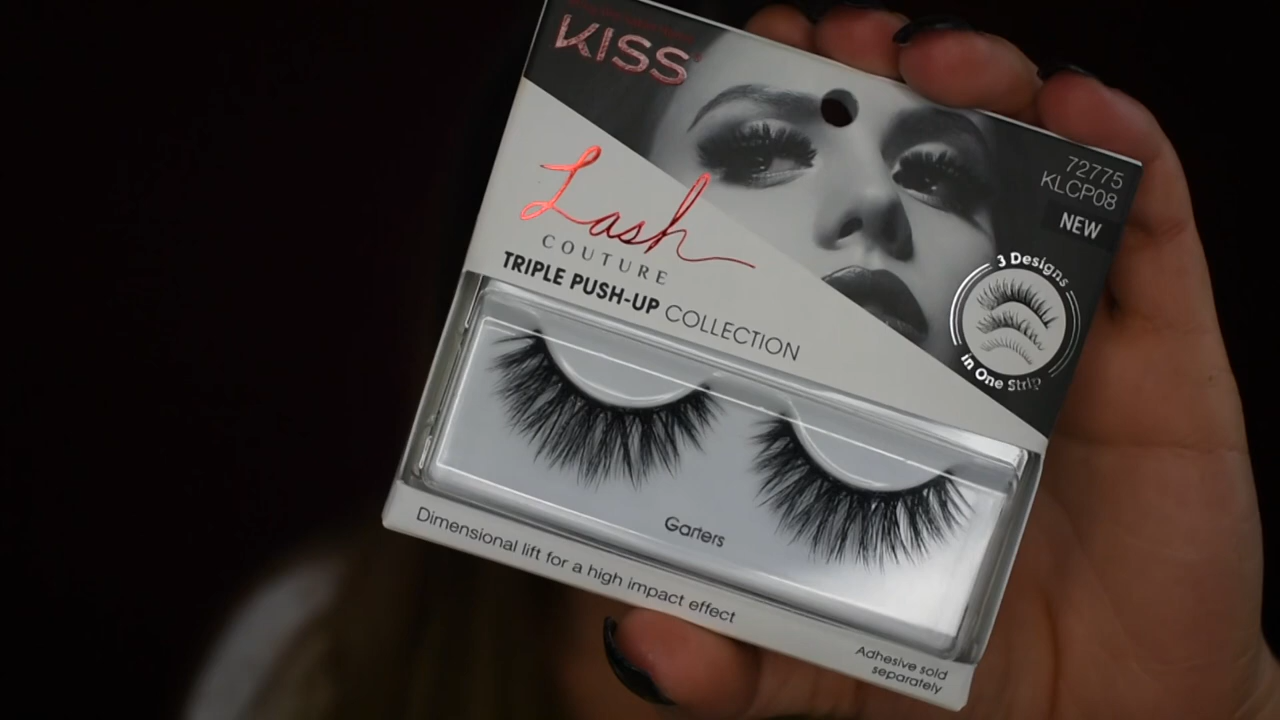 KISS
Lash
COUTURE
TRIPLE PUSH-UP COLLECTION
72775
KLCP08
NEW
3 Designs
in One Strip
Garters
Dimensional lift for a high impact effect
Adhesive sold
separately